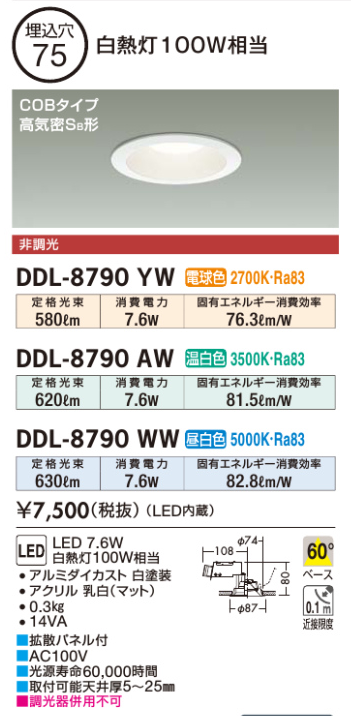 埋込穴
75
白熱灯100W相当
COBタイプ
高気密SB形
非調光
DDL-8790 YW 電球色 2700K・Ra83
定格光束 消費電力 固有エネルギー消費効率
580ℓm 7.6W 76.3ℓm/W
DDL-8790 AW 温白色 3500K・Ra83
定格光束 消費電力 固有エネルギー消費効率
620ℓm 7.6W 81.5ℓm/W
DDL-8790 WW 昼白色 5000K・Ra83
定格光束 消費電力 固有エネルギー消費効率
630ℓm 7.6W 82.8ℓm/W
¥7,500(税抜) (LED内蔵)
LED LED 7.6W
白熱灯100W相当
• アルミダイカスト 白塗装
• アクリル 乳白(マット)
• 0.3kg
• 14VA
■拡散パネル付
■AC100V
■光源寿命60,000時間
■取付可能天井厚5〜25㎜
■調光器併用不可
φ74
108
80
φ87
60°
ベース
0.1m
近接限度